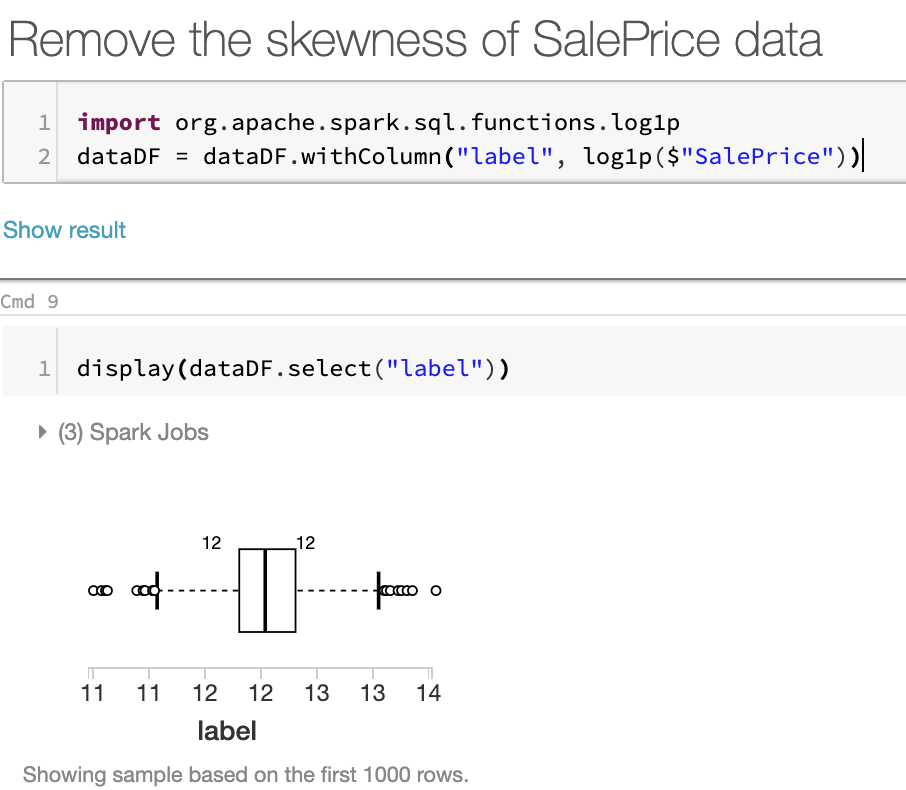 Remove the skewness of SalePrice data
1 import org.apache.spark.sql.functions.log1p
2 dataDF = dataDF.withColumn("label", log1p($"SalePrice"))
Show result
Cmd 9
1 display(dataDF.select("label"))
(3) Spark Jobs
12 12
11 11 12 12 13 13 14
label
Showing sample based on the first 1000 rows.